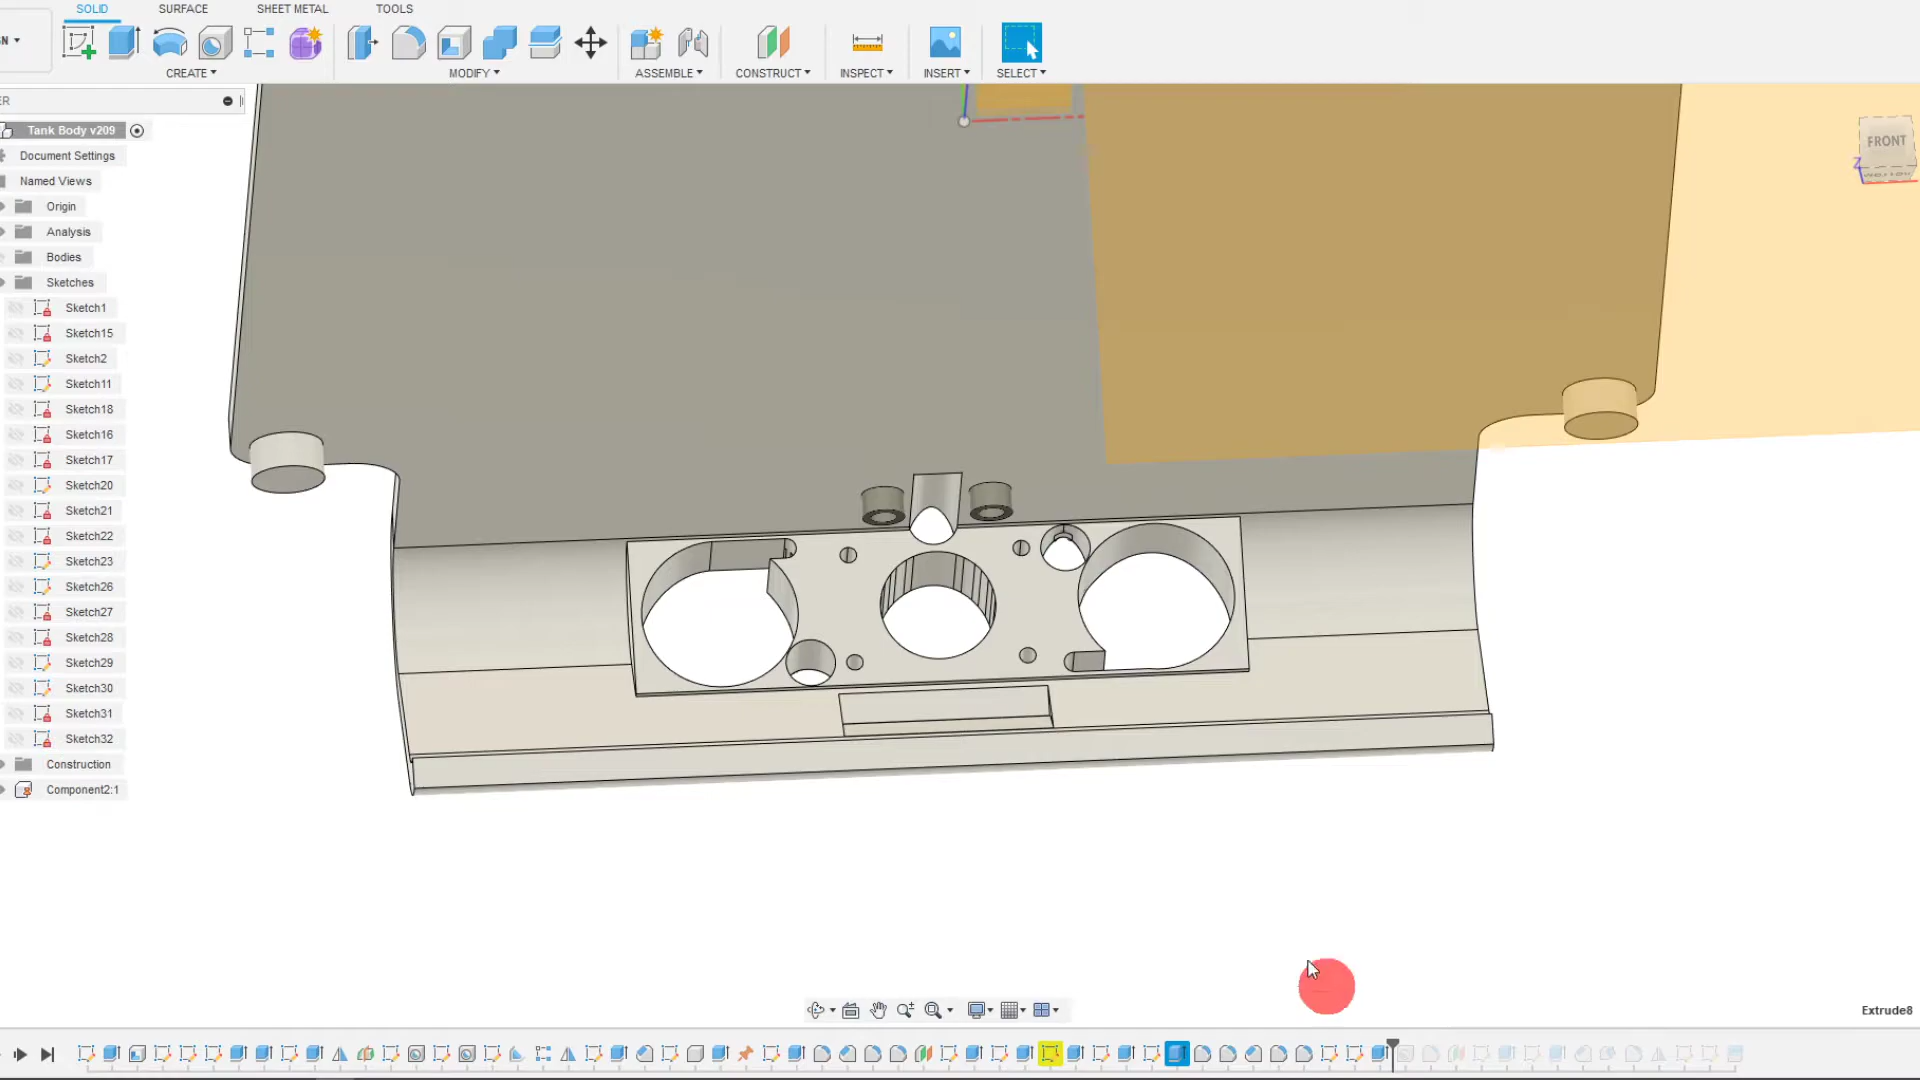 SOLID
SURFACE
SHEET METAL
TOOLS
CREATE
MODIFY
ASSEMBLE
CONSTRUCT
INSPECT
INSERT
SELECT
Tank Body v209
Document Settings
Named Views
Origin
Analysis
Bodies
Sketches
Sketch1
Sketch15
Sketch2
Sketch11
Sketch18
Sketch16
Sketch17
Sketch20
Sketch21
Sketch22
Sketch23
Sketch26
Sketch27
Sketch28
Sketch29
Sketch30
Sketch31
Sketch32
Construction
Component2:1
FRONT
Z
Extrude8